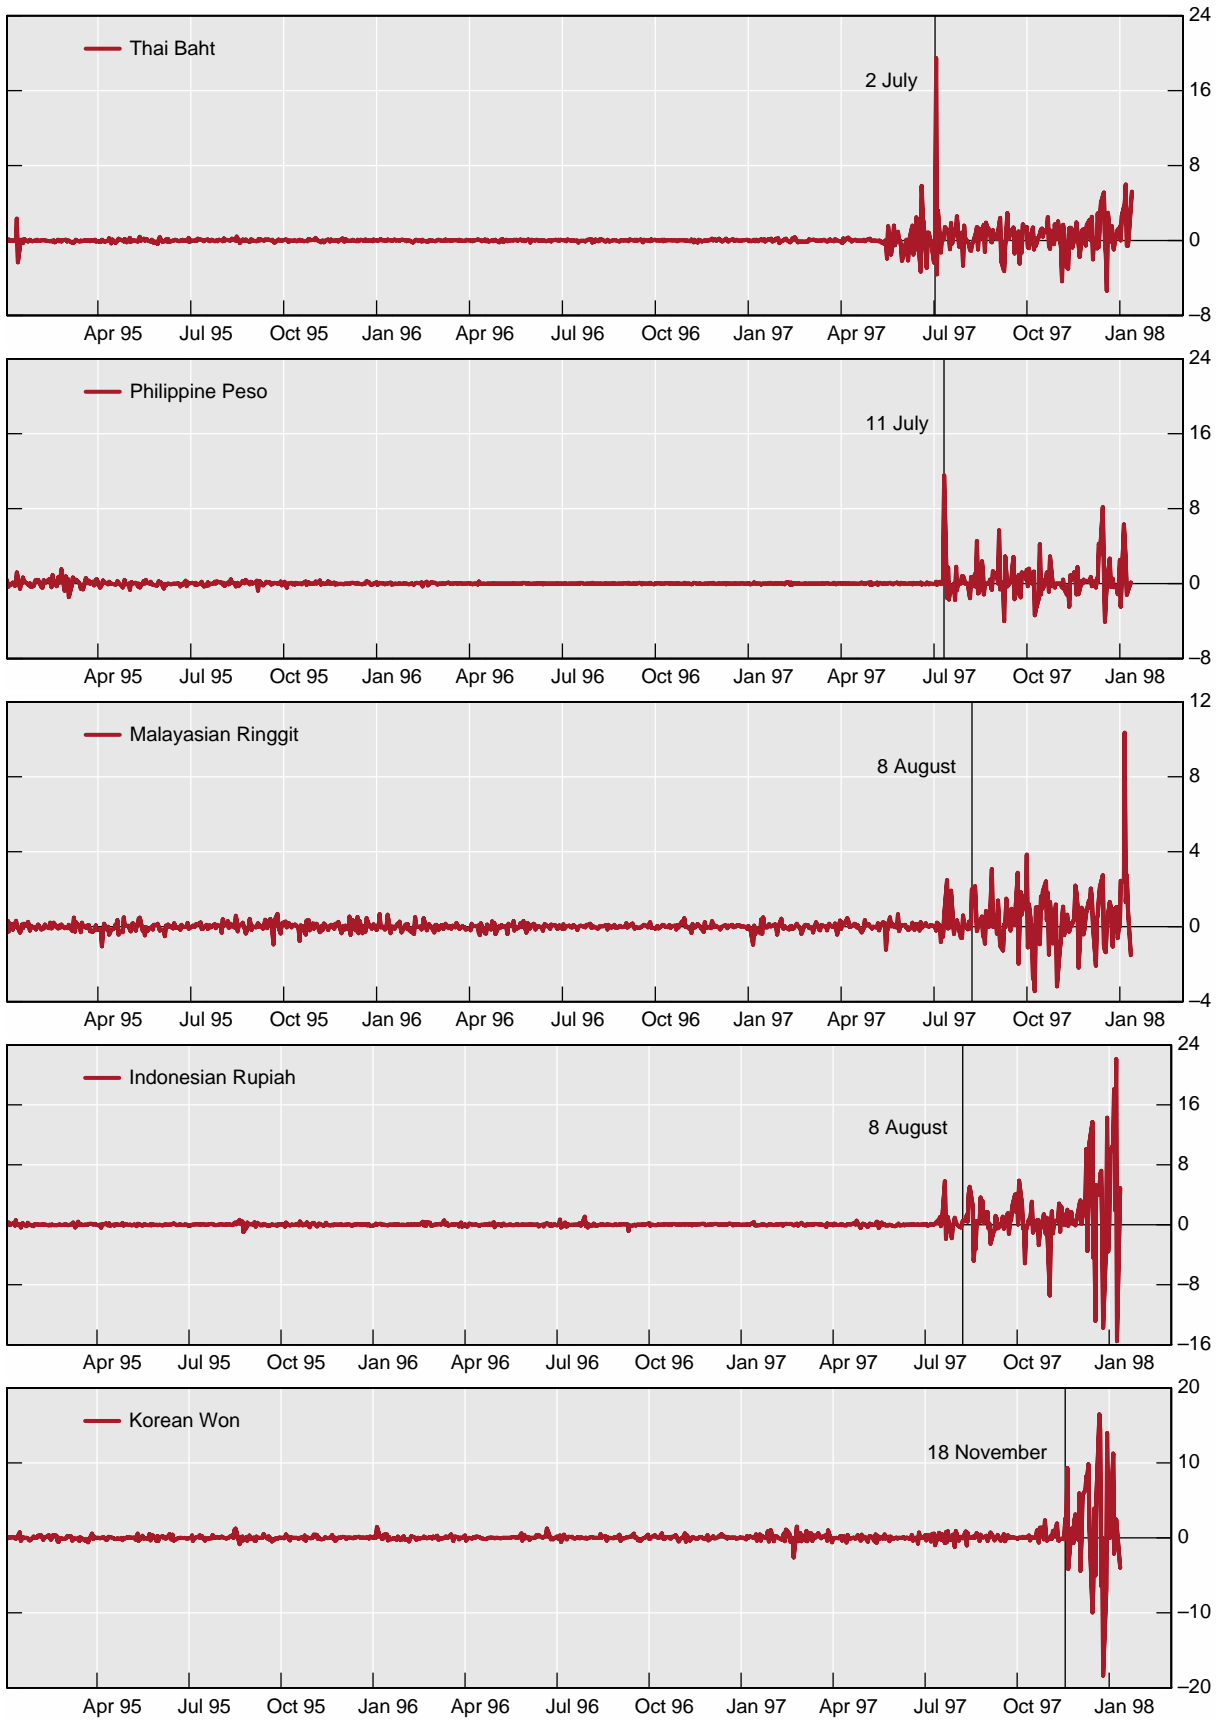 24
Thai Baht
2 July
16
8
0
–8
Apr 95 Jul 95 Oct 95 Jan 96 Apr 96 Jul 96 Oct 96 Jan 97 Apr 97 Jul 97 Oct 97 Jan 98
24
Philippine Peso
11 July
16
8
0
–8
Apr 95 Jul 95 Oct 95 Jan 96 Apr 96 Jul 96 Oct 96 Jan 97 Apr 97 Jul 97 Oct 97 Jan 98
12
Malayasian Ringgit
8 August
8
4
0
–4
Apr 95 Jul 95 Oct 95 Jan 96 Apr 96 Jul 96 Oct 96 Jan 97 Apr 97 Jul 97 Oct 97 Jan 98
24
Indonesian Rupiah
16
8 August
8
0
–8
–16
Apr 95 Jul 95 Oct 95 Jan 96 Apr 96 Jul 96 Oct 96 Jan 97 Apr 97 Jul 97 Oct 97 Jan 98
20
Korean Won
18 November
10
0
–10
–20
Apr 95 Jul 95 Oct 95 Jan 96 Apr 96 Jul 96 Oct 96 Jan 97 Apr 97 Jul 97 Oct 97 Jan 98